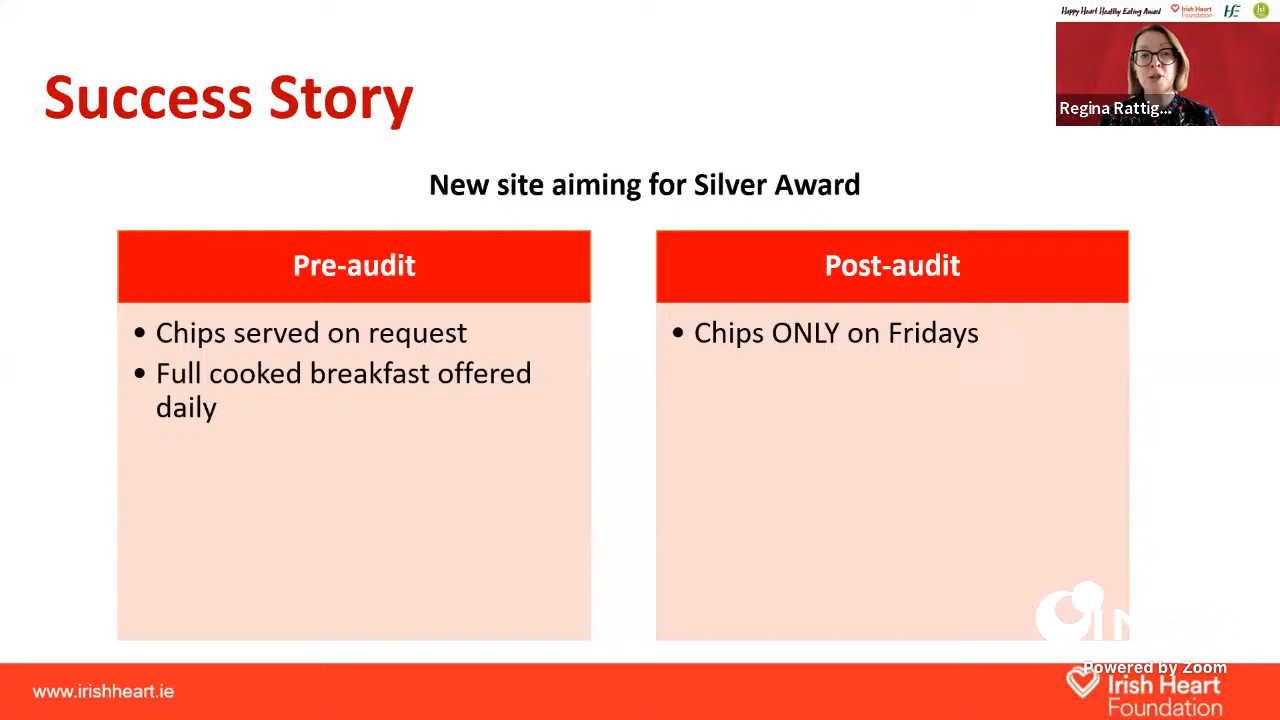 Happy Heart Healthy Eating Award
Irish Heart
Foundation
hi
Regina Rattig...
Success Story
New site aiming for Silver Award
Pre-audit
• Chips served on request
• Full cooked breakfast offered
daily
Post-audit
• Chips ONLY on Fridays
Powered by Zoom
www.irishheart.ie
Irish Heart
Foundation